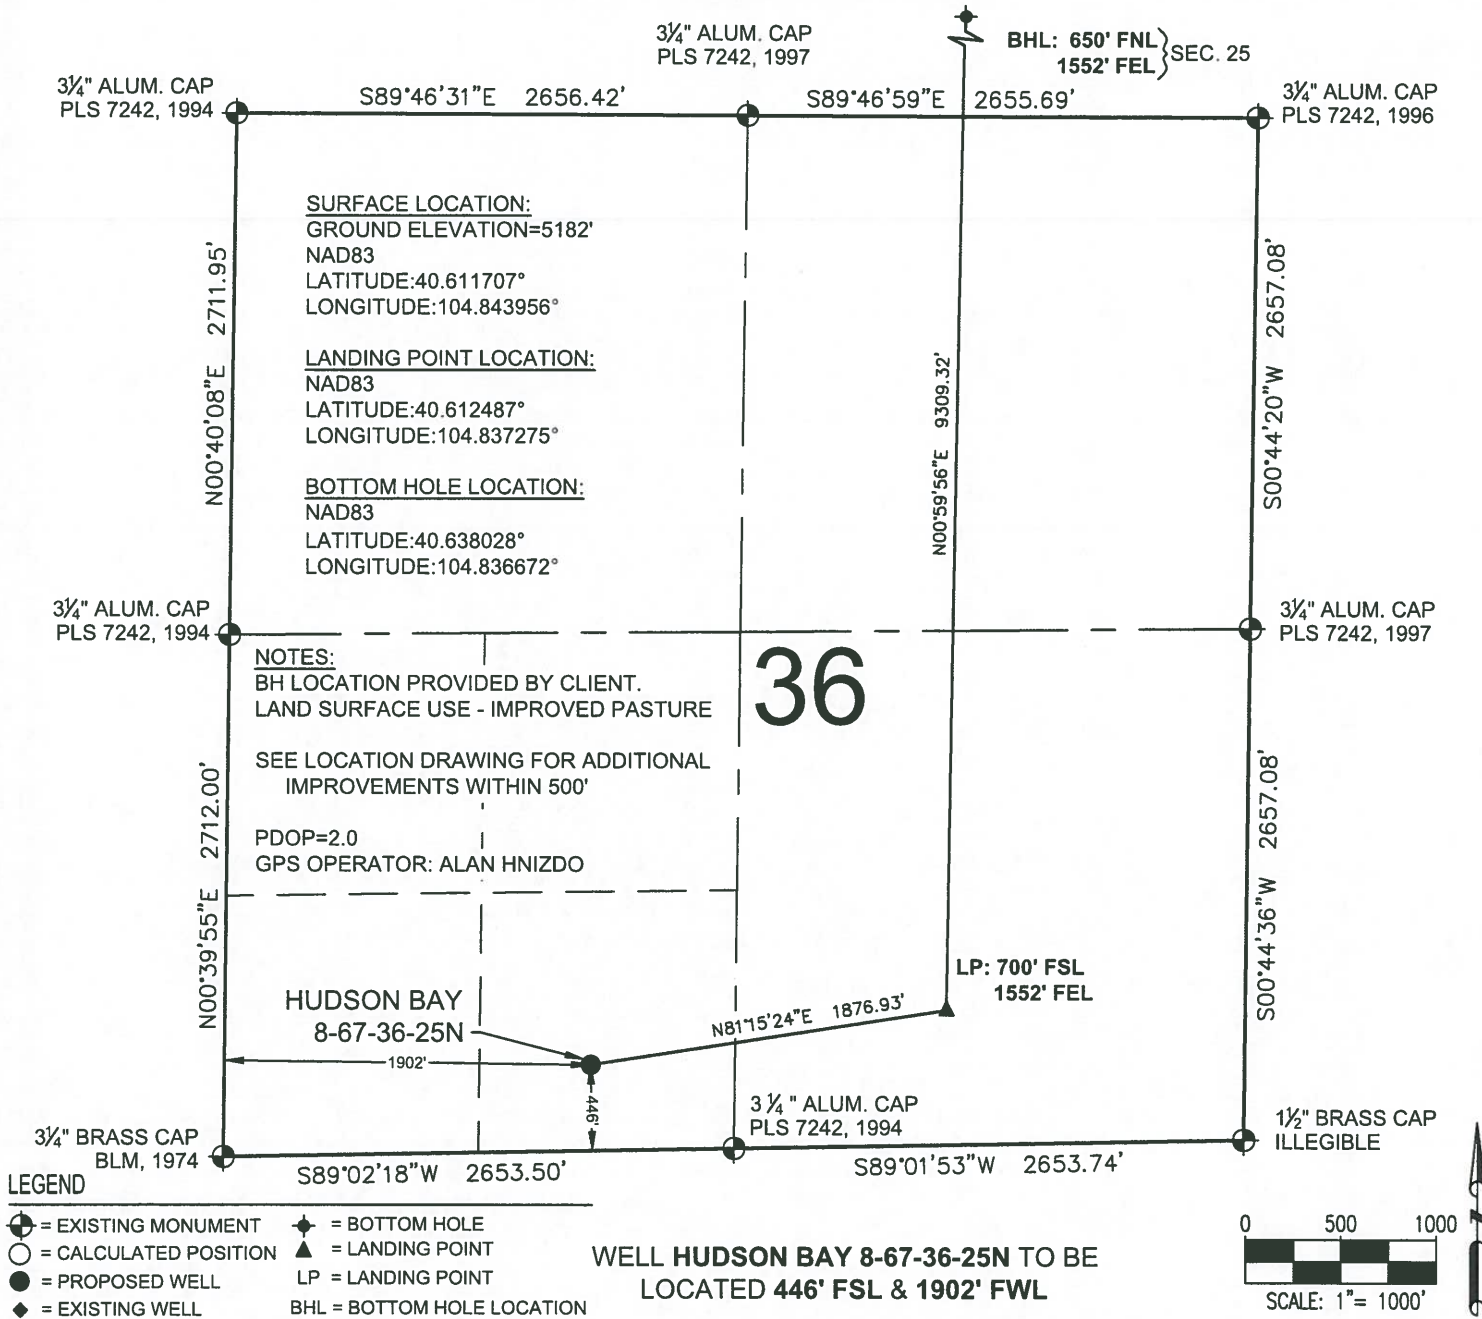 3¼" ALUM. CAP
PLS 7242, 1997
BHL: 650' FNL
1552' FEL
SEC. 25
3¼" ALUM. CAP
PLS 7242, 1994
S89°46'31"E 2656.42'
S89°46'59"E 2655.69'
3¼" ALUM. CAP
PLS 7242, 1996
SURFACE LOCATION:
GROUND ELEVATION=5182'
NAD83
LATITUDE:40.611707°
LONGITUDE:104.843956°
LANDING POINT LOCATION:
NAD83
LATITUDE:40.612487°
LONGITUDE:104.837275°
BOTTOM HOLE LOCATION:
NAD83
LATITUDE:40.638028°
LONGITUDE:104.836672°
N00°40'08"E 2711.95'
N00°59'56"E 9309.32'
S00°44'20"W 2657.08'
3¼" ALUM. CAP
PLS 7242, 1994
3¼" ALUM. CAP
PLS 7242, 1997
NOTES:
BH LOCATION PROVIDED BY CLIENT.
LAND SURFACE USE - IMPROVED PASTURE
36
SEE LOCATION DRAWING FOR ADDITIONAL
IMPROVEMENTS WITHIN 500'
PDOP=2.0
GPS OPERATOR: ALAN HNIZDO
N00°39'55"E 2712.00'
S00°44'36"W 2657.08'
LP: 700' FSL
1552' FEL
HUDSON BAY
8-67-36-25N
N81°15'24"E 1876.93'
1902'
446'
3¼" BRASS CAP
BLM, 1974
3 ¼" ALUM. CAP
PLS 7242, 1994
1½" BRASS CAP
ILLEGIBLE
S89°02'18"W 2653.50'
S89°01'53"W 2653.74'
LEGEND
= EXISTING MONUMENT
= CALCULATED POSITION
= PROPOSED WELL
= EXISTING WELL
= BOTTOM HOLE
= LANDING POINT
LP = LANDING POINT
BHL = BOTTOM HOLE LOCATION
WELL HUDSON BAY 8-67-36-25N TO BE
LOCATED 446' FSL & 1902' FWL
0 500 1000
SCALE: 1"= 1000'